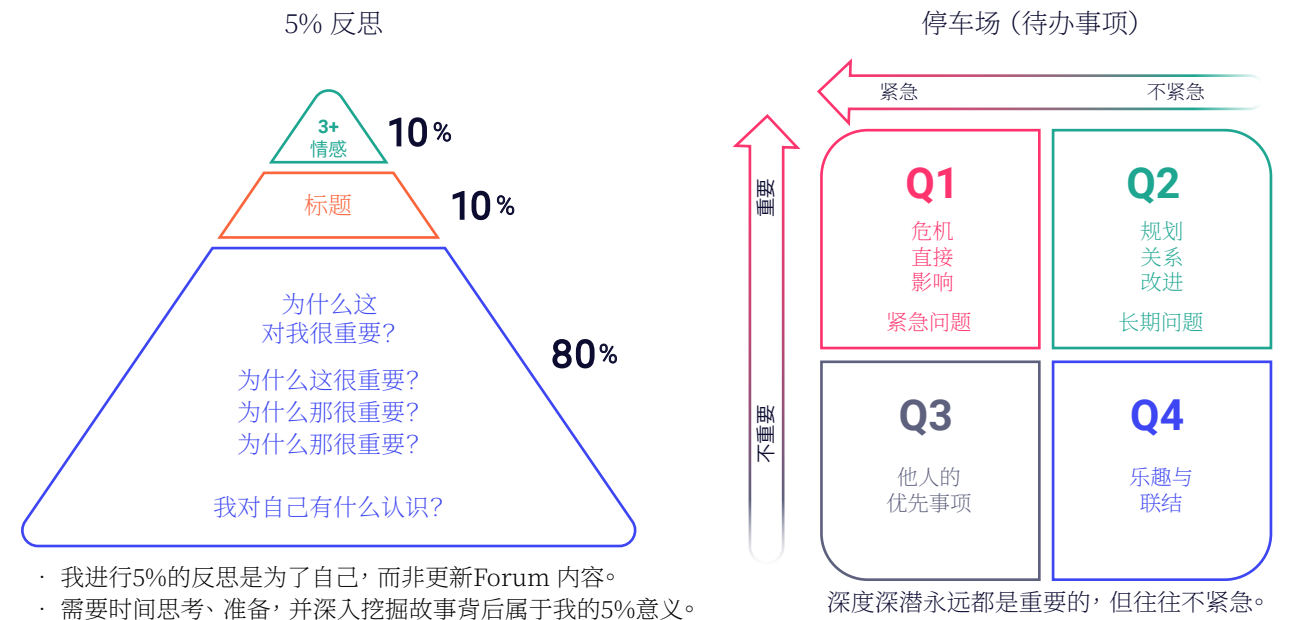 5% 反思
3+
情感
10%
标题
10%
为什么这
对我很重要？
为什么这很重要？
为什么那很重要？
为什么那很重要？
我对自己有什么认识？
80%
· 我进行5%的反思是为了自己，而非更新Forum 内容。
· 需要时间思考、准备，并深入挖掘故事背后属于我的5%意义。
停车场（待办事项）
紧急
不紧急
重要
不重要
Q1
危机
直接
影响
紧急问题
Q2
规划
关系
改进
长期问题
Q3
他人的
优先事项
Q4
乐趣与
联结
深度深潜永远都是重要的，但往往不紧急。